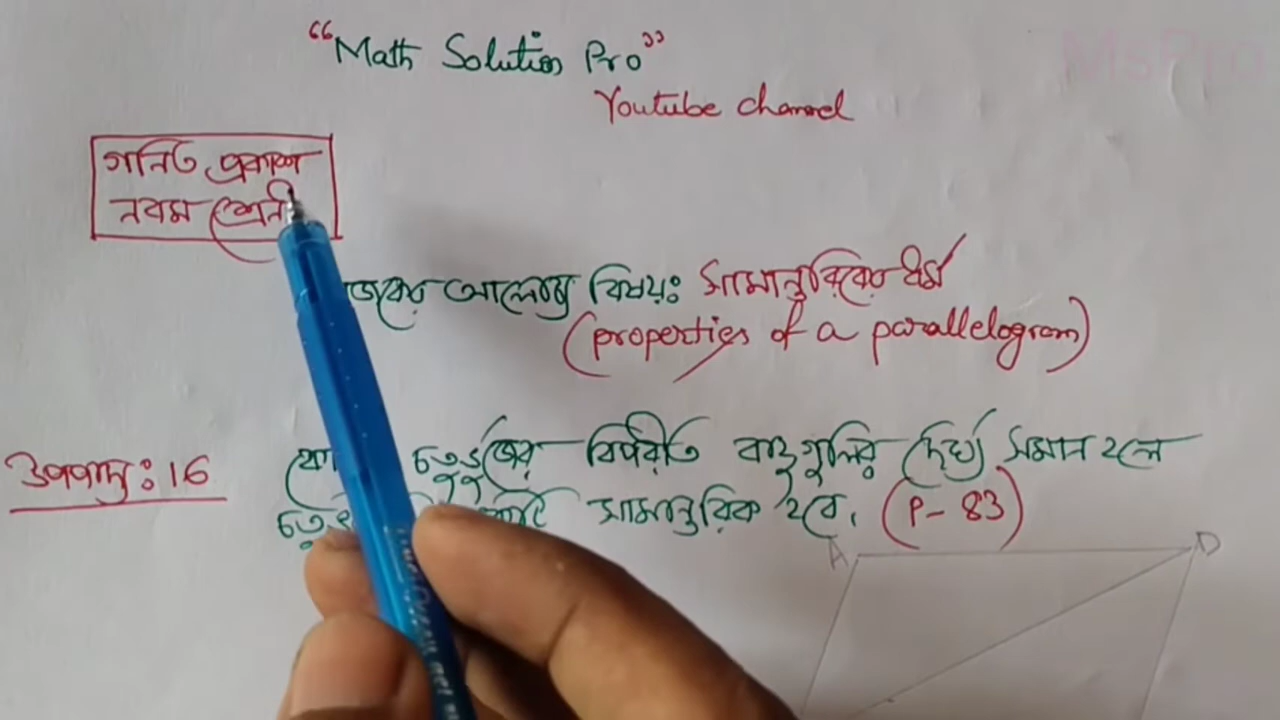 “Math Solution Pro”
Youtube channel
MsPro
গনিত প্রকাশ
নবম শ্রেনী
আলোচ্য বিষয়ঃ সামান্তরিকের ধর্ম
(properties of a parallelogram)
উপপাদ্যঃ 16
চতুর্ভুজের বিপরীত বাহুগুলির দৈর্ঘ্য সমান হলে
সামান্তরিক হবে। (P- 83)
A D